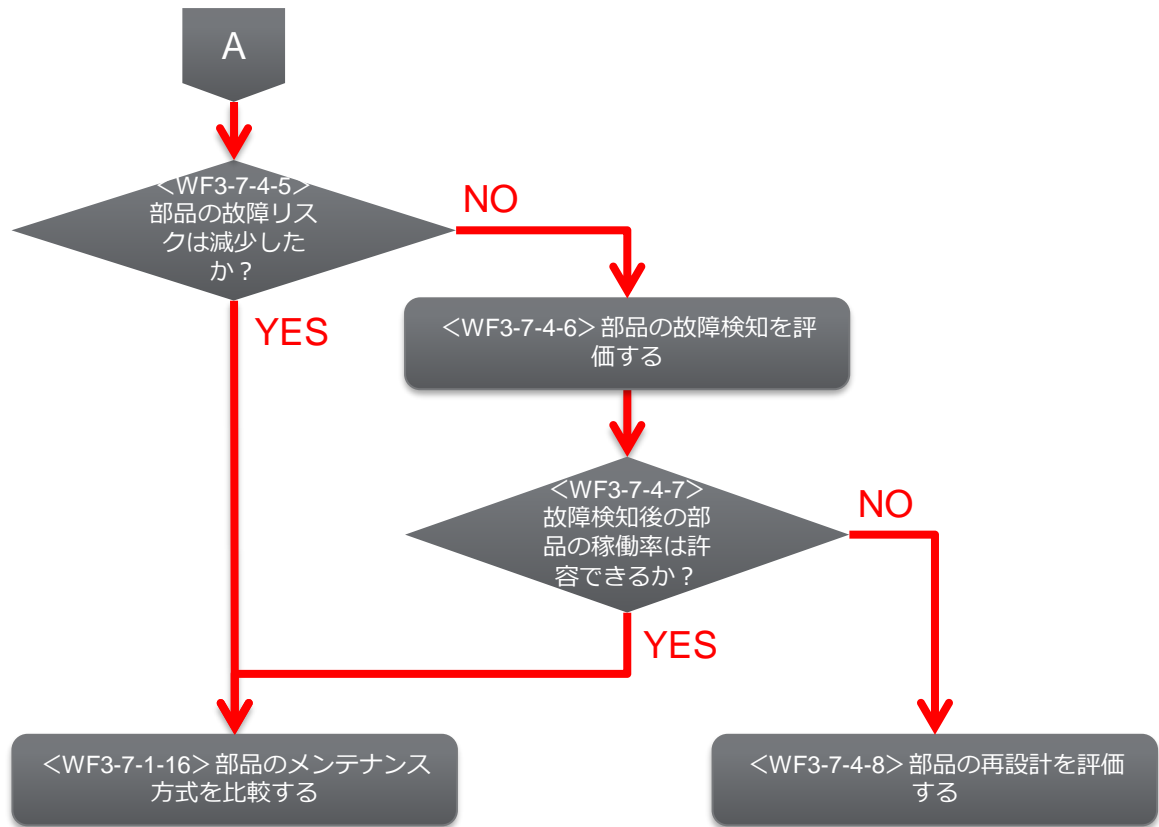 A
＜WF3-7-4-5＞
部品の故障リス
クは減少した
か？
NO
YES
＜WF3-7-4-6＞部品の故障検知を評
価する
＜WF3-7-4-7＞
故障検知後の部
品の稼働率は許
容できるか？
NO
YES
＜WF3-7-1-16＞部品のメンテナンス
方式を比較する
＜WF3-7-4-8＞部品の再設計を評価
する